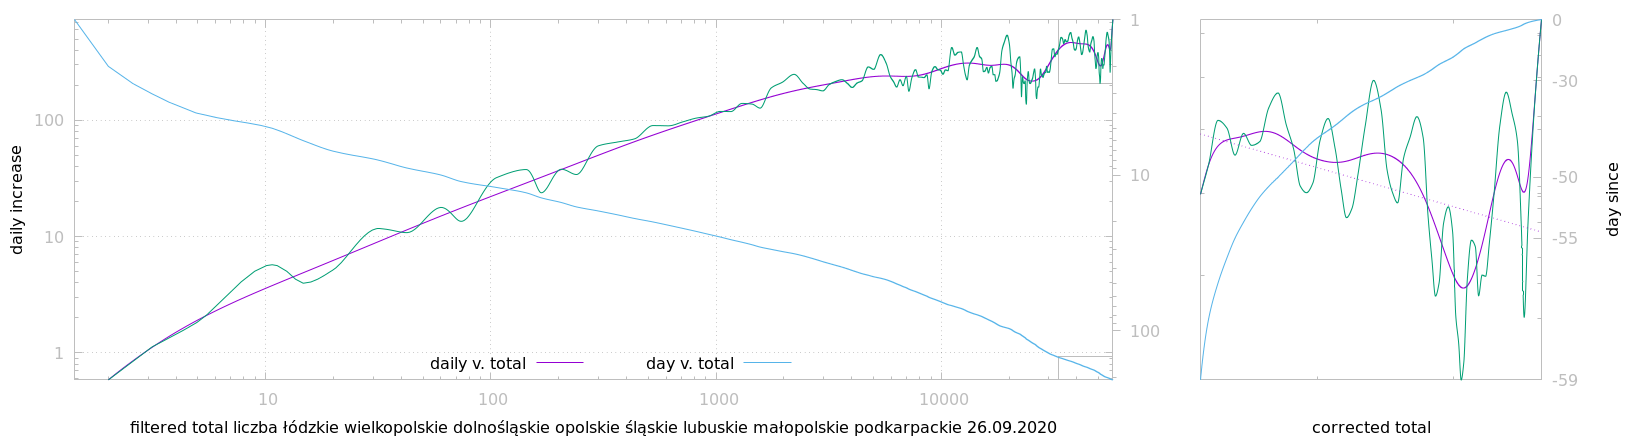 1
0
-30
100
daily increase
10
-50
day since
10
-55
100
1
daily v. total
day v. total
-59
10
100
1000
10000
filtered total liczba łódzkie wielkopolskie dolnośląskie opolskie śląskie lubuskie małopolskie podkarpackie 26.09.2020
corrected total